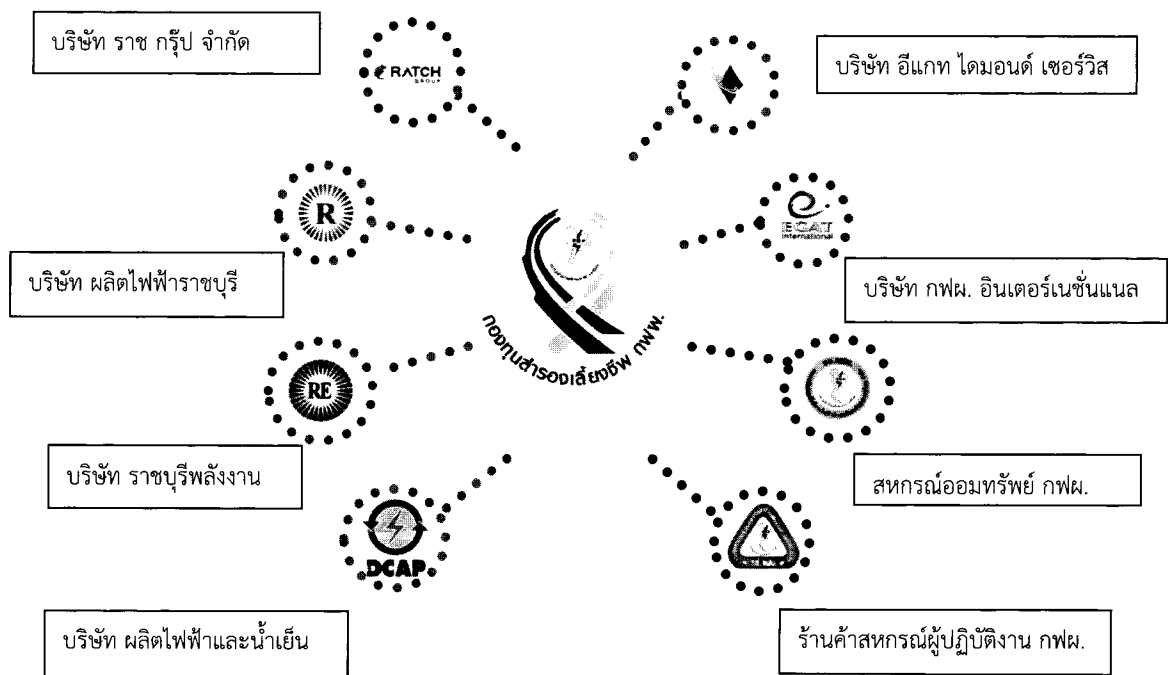 บริษัท ราช กรุ๊ป จำกัด
RATCH
GROUP
บริษัท อีแกท ไดมอนด์ เซอร์วิส
R
EGAT
International
บริษัท ผลิตไฟฟ้าราชบุรี
บริษัท กฟผ. อินเตอร์เนชั่นแนล
กองทุนสำรองเลี้ยงชีพ กฟผ.
RE
บริษัท ราชบุรีพลังงาน
สหกรณ์ออมทรัพย์ กฟผ.
DCAP
บริษัท ผลิตไฟฟ้าและน้ำเย็น
ร้านค้าสหกรณ์ผู้ปฏิบัติงาน กฟผ.